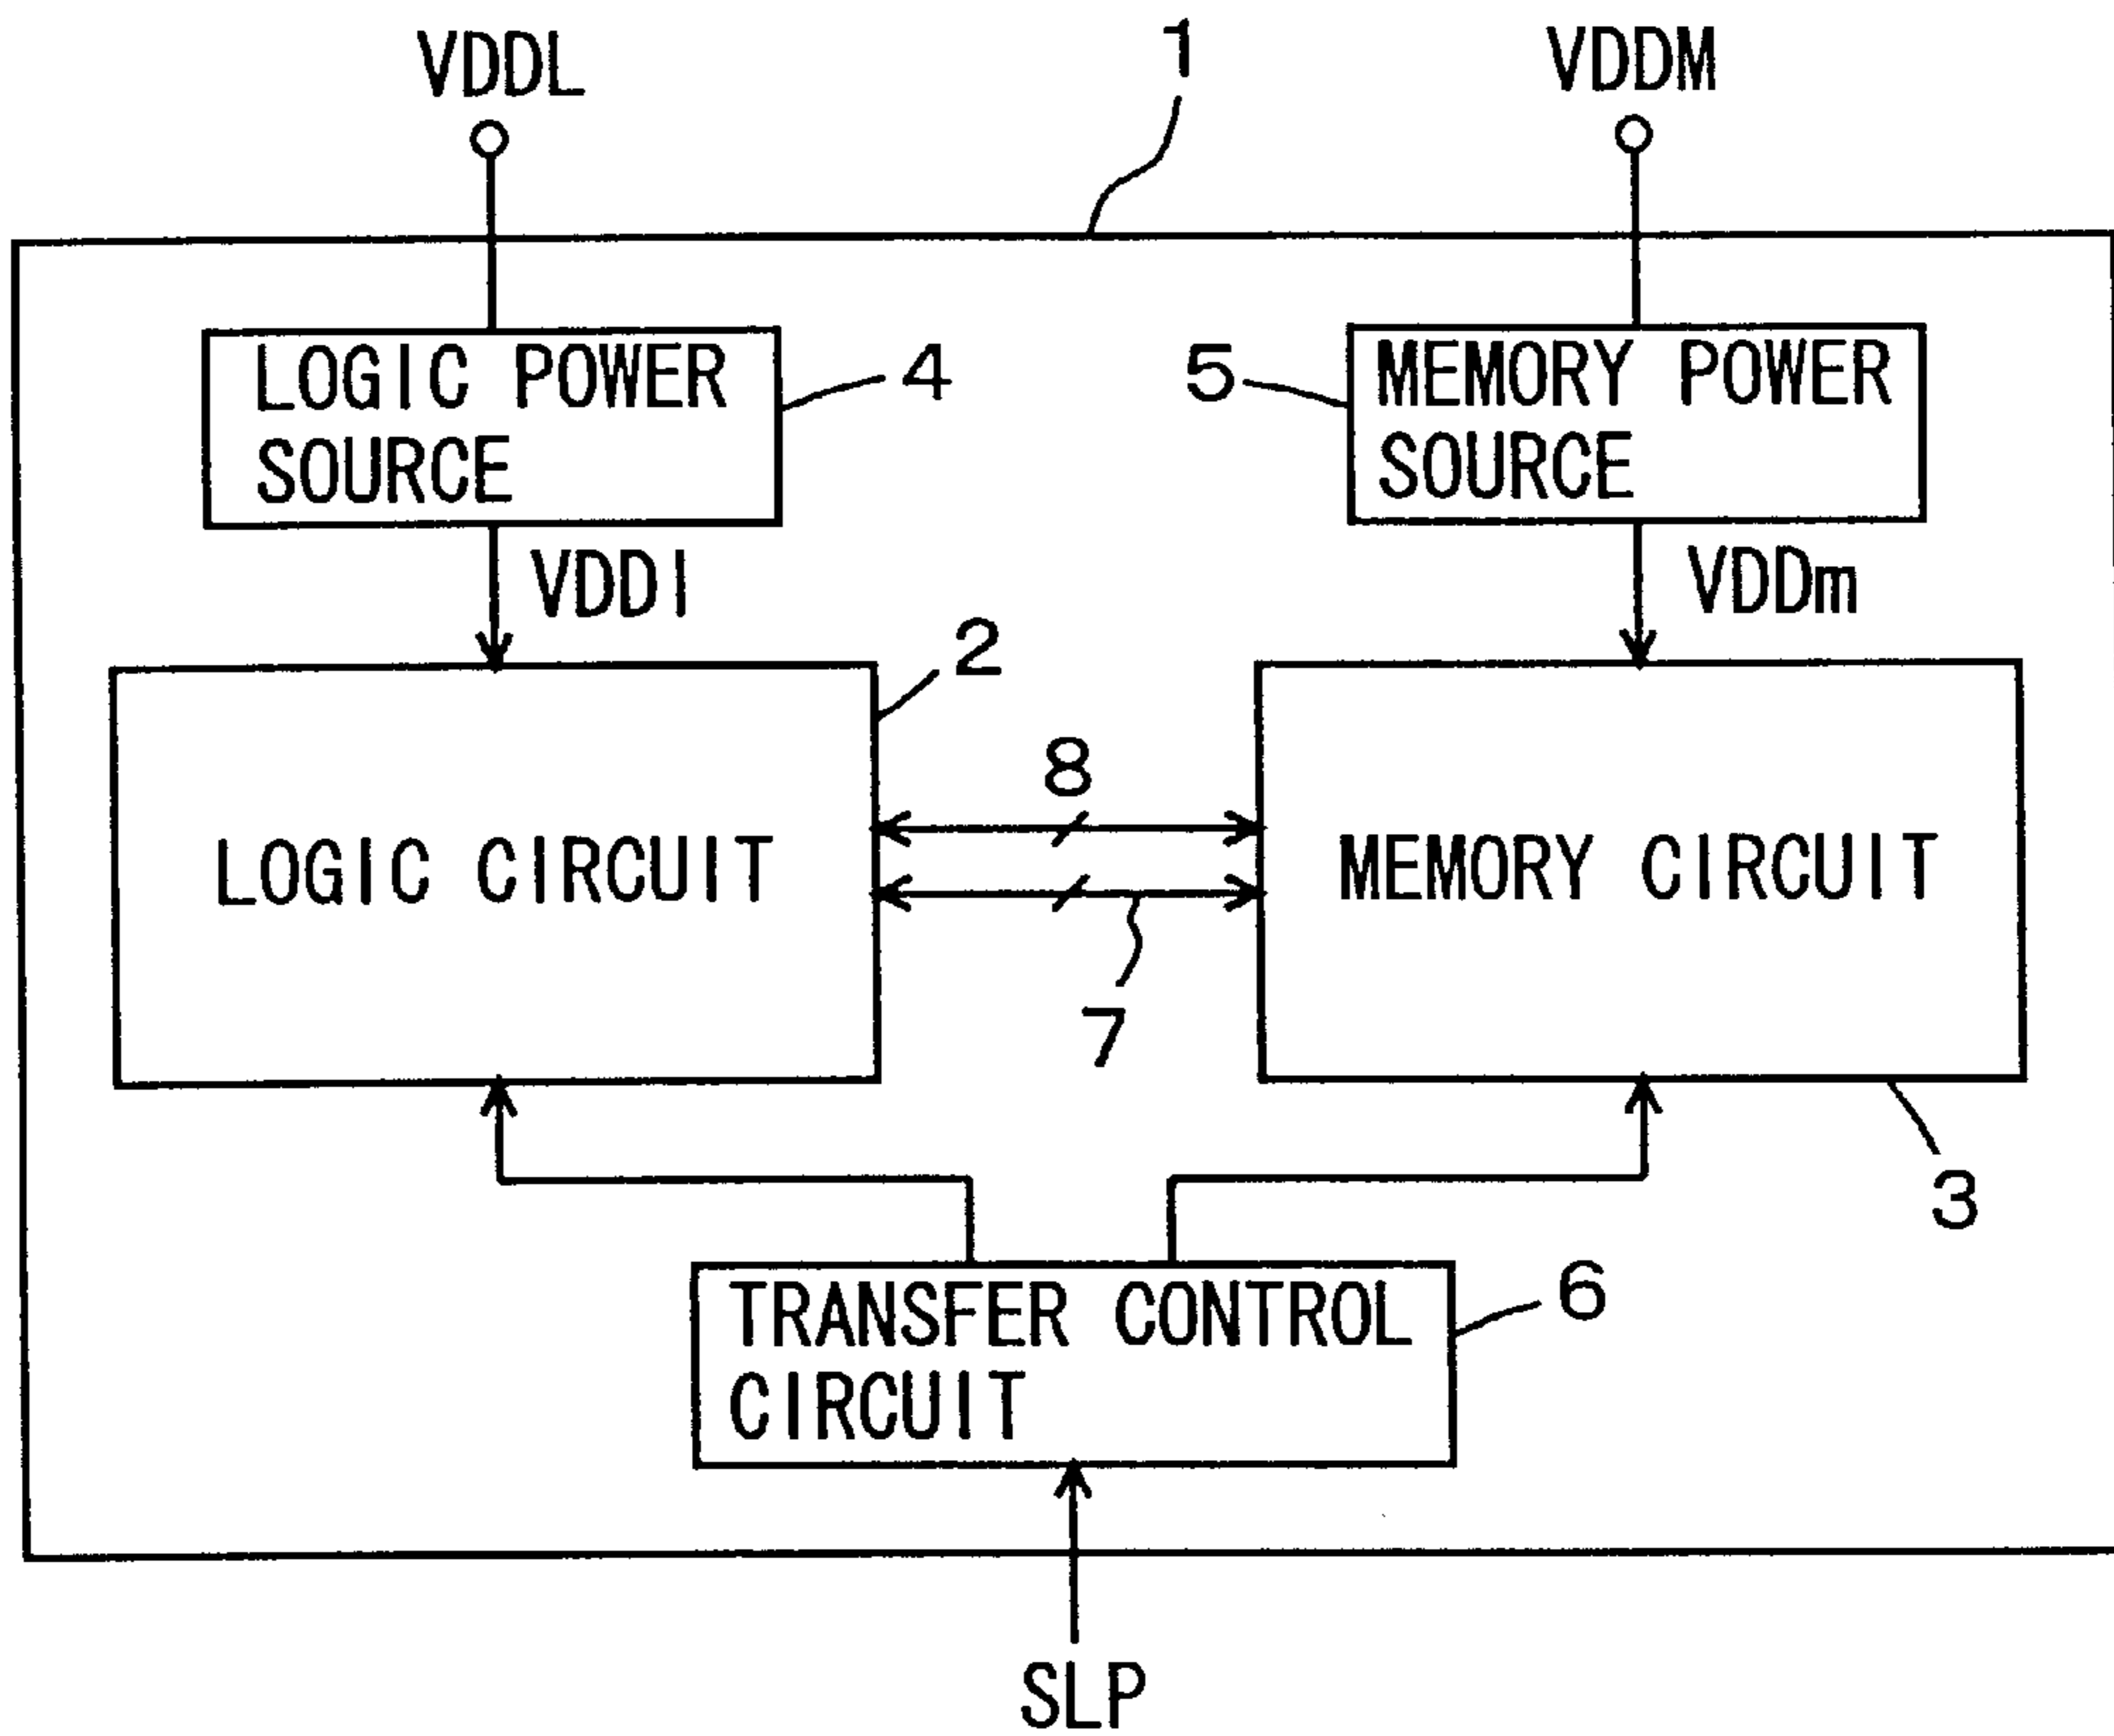 VDDL
1
VDDM
LOGIC POWER
SOURCE
4
5
MEMORY POWER
SOURCE
VDDl
VDDm
2
8
LOGIC CIRCUIT
MEMORY CIRCUIT
7
3
TRANSFER CONTROL
CIRCUIT
6
SLP